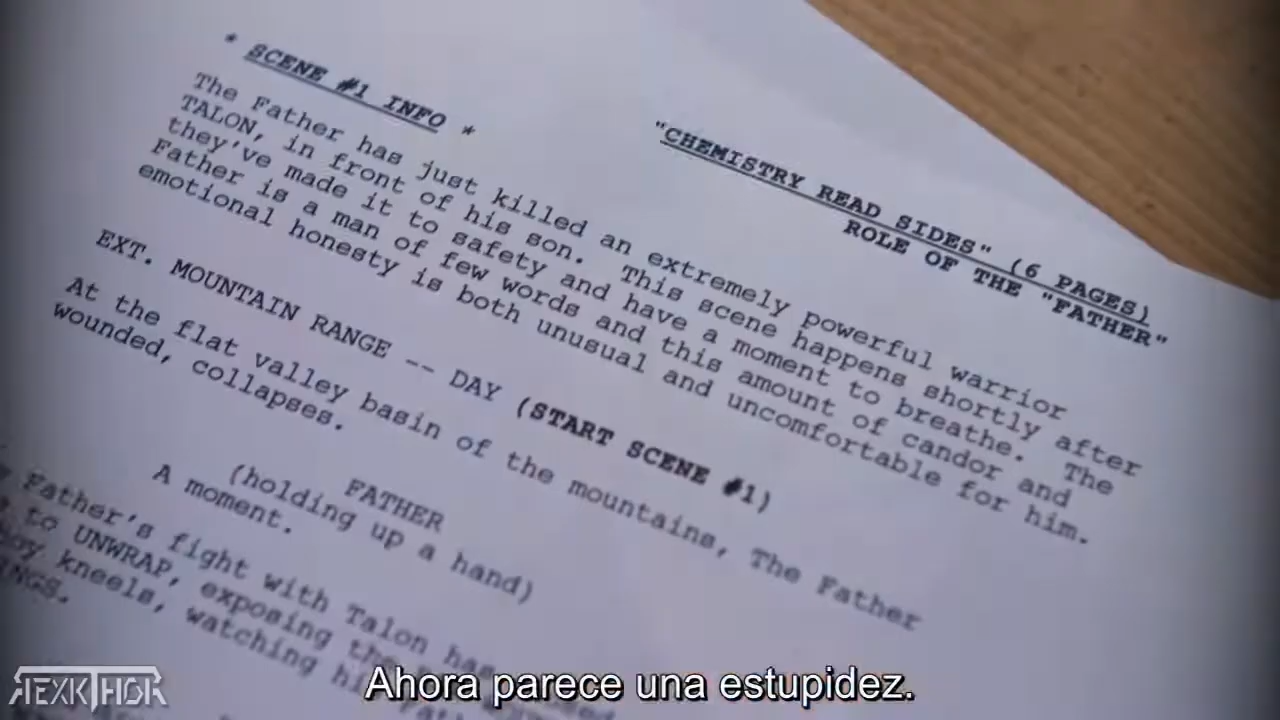 "CHEMISTRY READ SIDES" (6 PAGES)
ROLE OF THE "FATHER"
* SCENE #1 INFO *
The Father has just killed an extremely powerful warrior
TALON, in front of his son. This scene happens shortly after
they've made it to safety and have a moment to breathe. The
Father is a man of few words and this amount of candor and
emotional honesty is both unusual and uncomfortable for him.
EXT. MOUNTAIN RANGE -- DAY (START SCENE #1)
At the flat valley basin of the mountains, The Father
wounded, collapses.
FATHER
(holding up a hand)
A moment.
Father's fight with Talon has
to UNWRAP, exposing the
boy kneels, watching
Ahora parece una estupidez.
TEXKTHOR